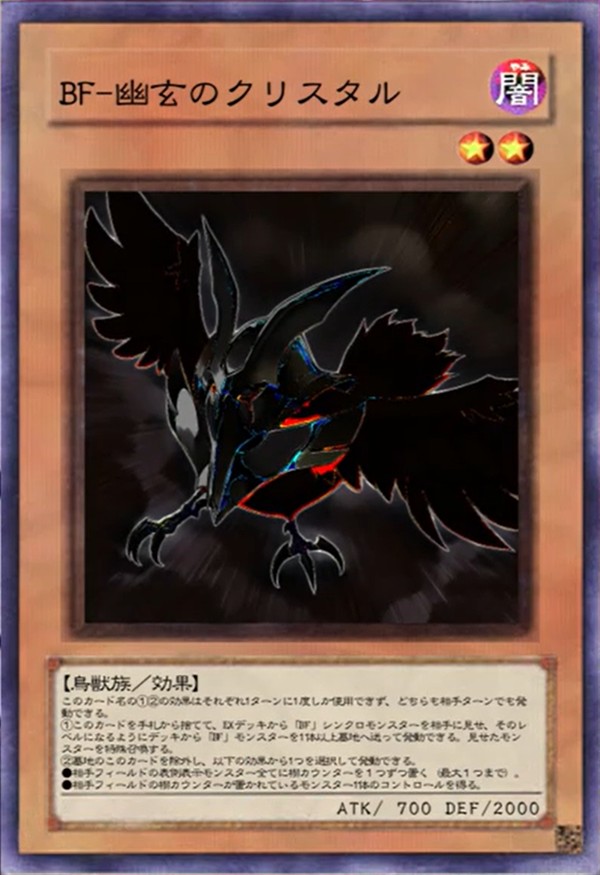 BF-幽玄のクリスタル
闇
【鳥獣族／効果】
このカード名の①②の効果はそれぞれ1ターンに1度しか使用できず、どちらも相手ターンでも発
動できる。
①このカードを手札から捨てて、EXデッキから「BF」シンクロモンスターを相手に見せ、そのレ
ベルになるようにデッキから「BF」モンスターを1体以上墓地へ送って発動できる。見せたモン
スターを特殊召喚する。
②墓地のこのカードを除外し、以下の効果から1つを選択して発動できる。
●相手フィールドの表側表示モンスター全てに楔カウンターを１つずつ置く（最大１つまで）。
●相手フィールドの楔カウンターが置かれているモンスター1体のコントロールを得る。
ATK/ 700 DEF/2000